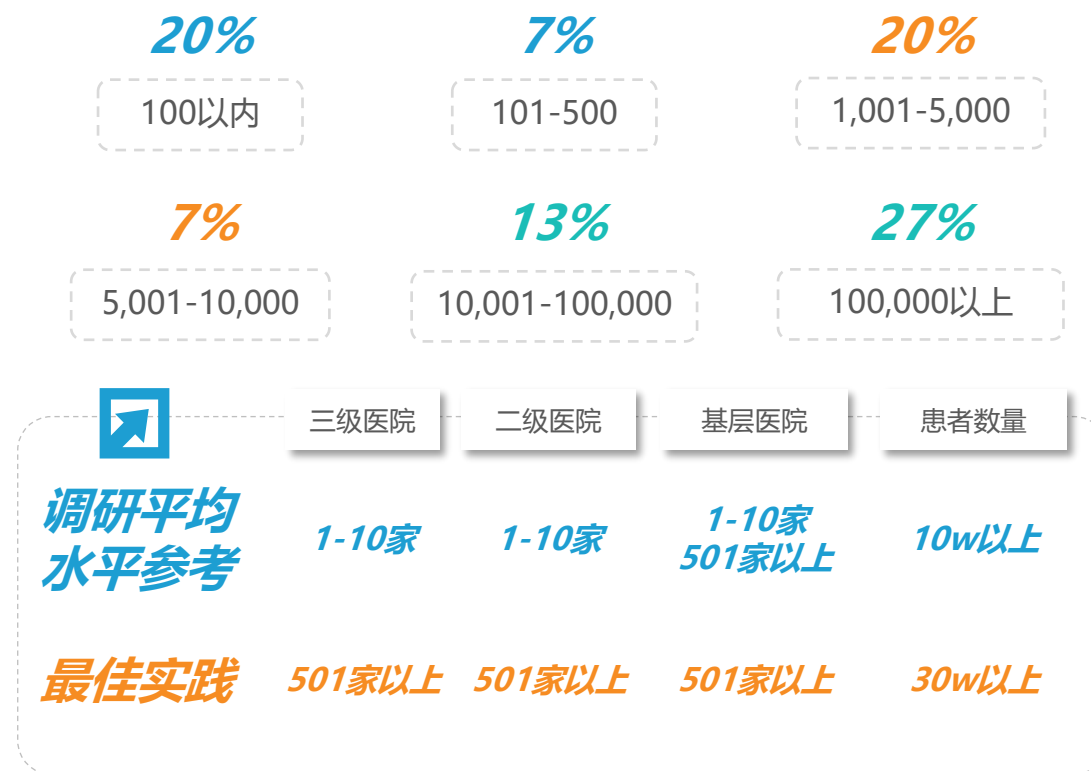 20% 7% 20%
100以内 101-500 1,001-5,000
7% 13% 27%
5,001-10,000 10,001-100,000 100,000以上
三级医院 二级医院 基层医院 患者数量
调研平均
水平参考
1-10家 1-10家 1-10家 10w以上
501家以上
最佳实践 501家以上 501家以上 501家以上 30w以上